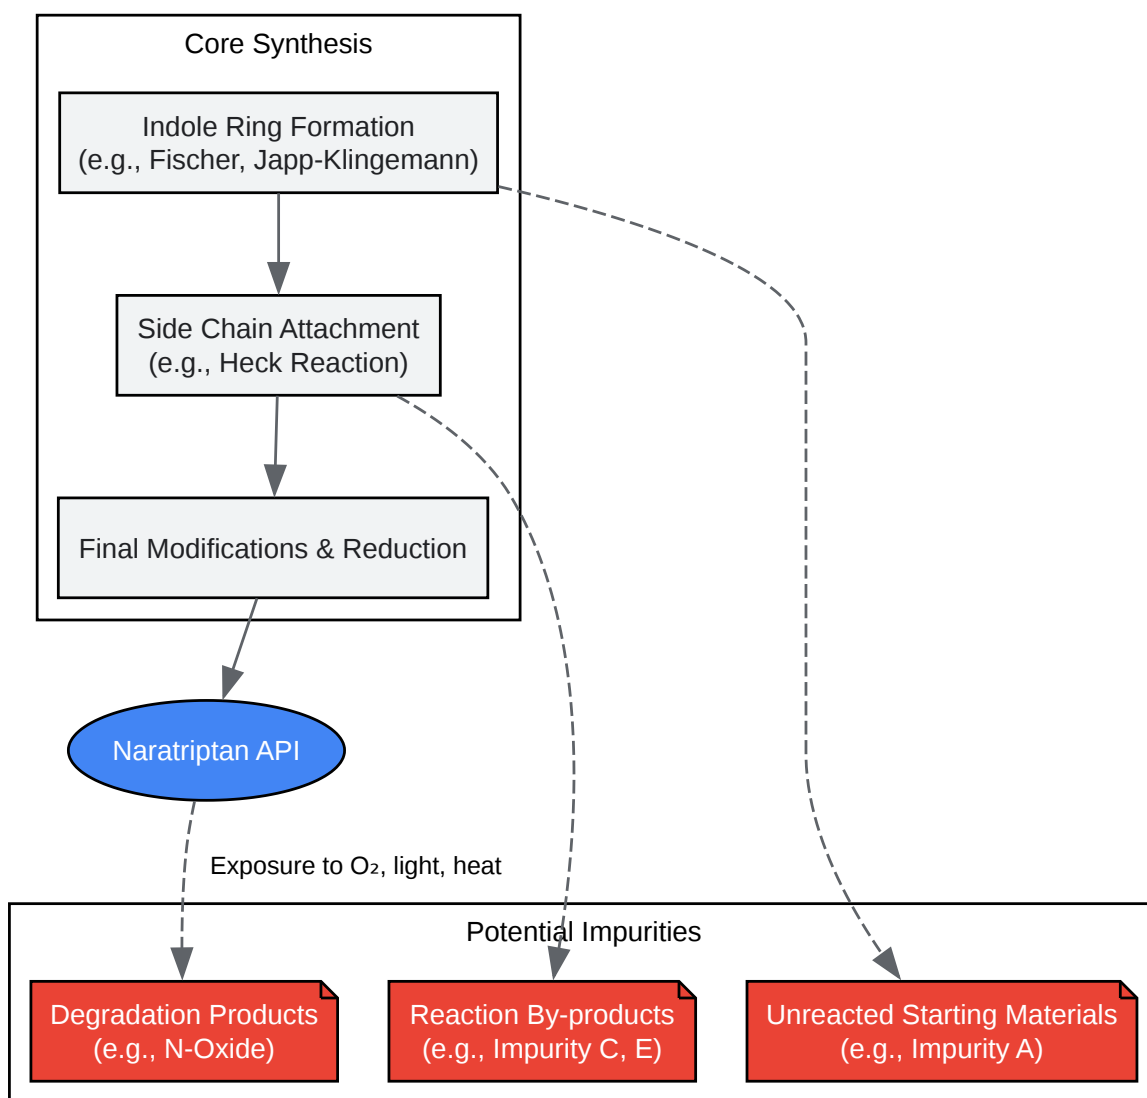 Core Synthesis
Indole Ring Formation
(e.g., Fischer, Japp-Klingemann)
Side Chain Attachment
(e.g., Heck Reaction)
Final Modifications & Reduction
Naratriptan API
Exposure to O₂, light, heat
Potential Impurities
Degradation Products
(e.g., N-Oxide)
Reaction By-products
(e.g., Impurity C, E)
Unreacted Starting Materials
(e.g., Impurity A)